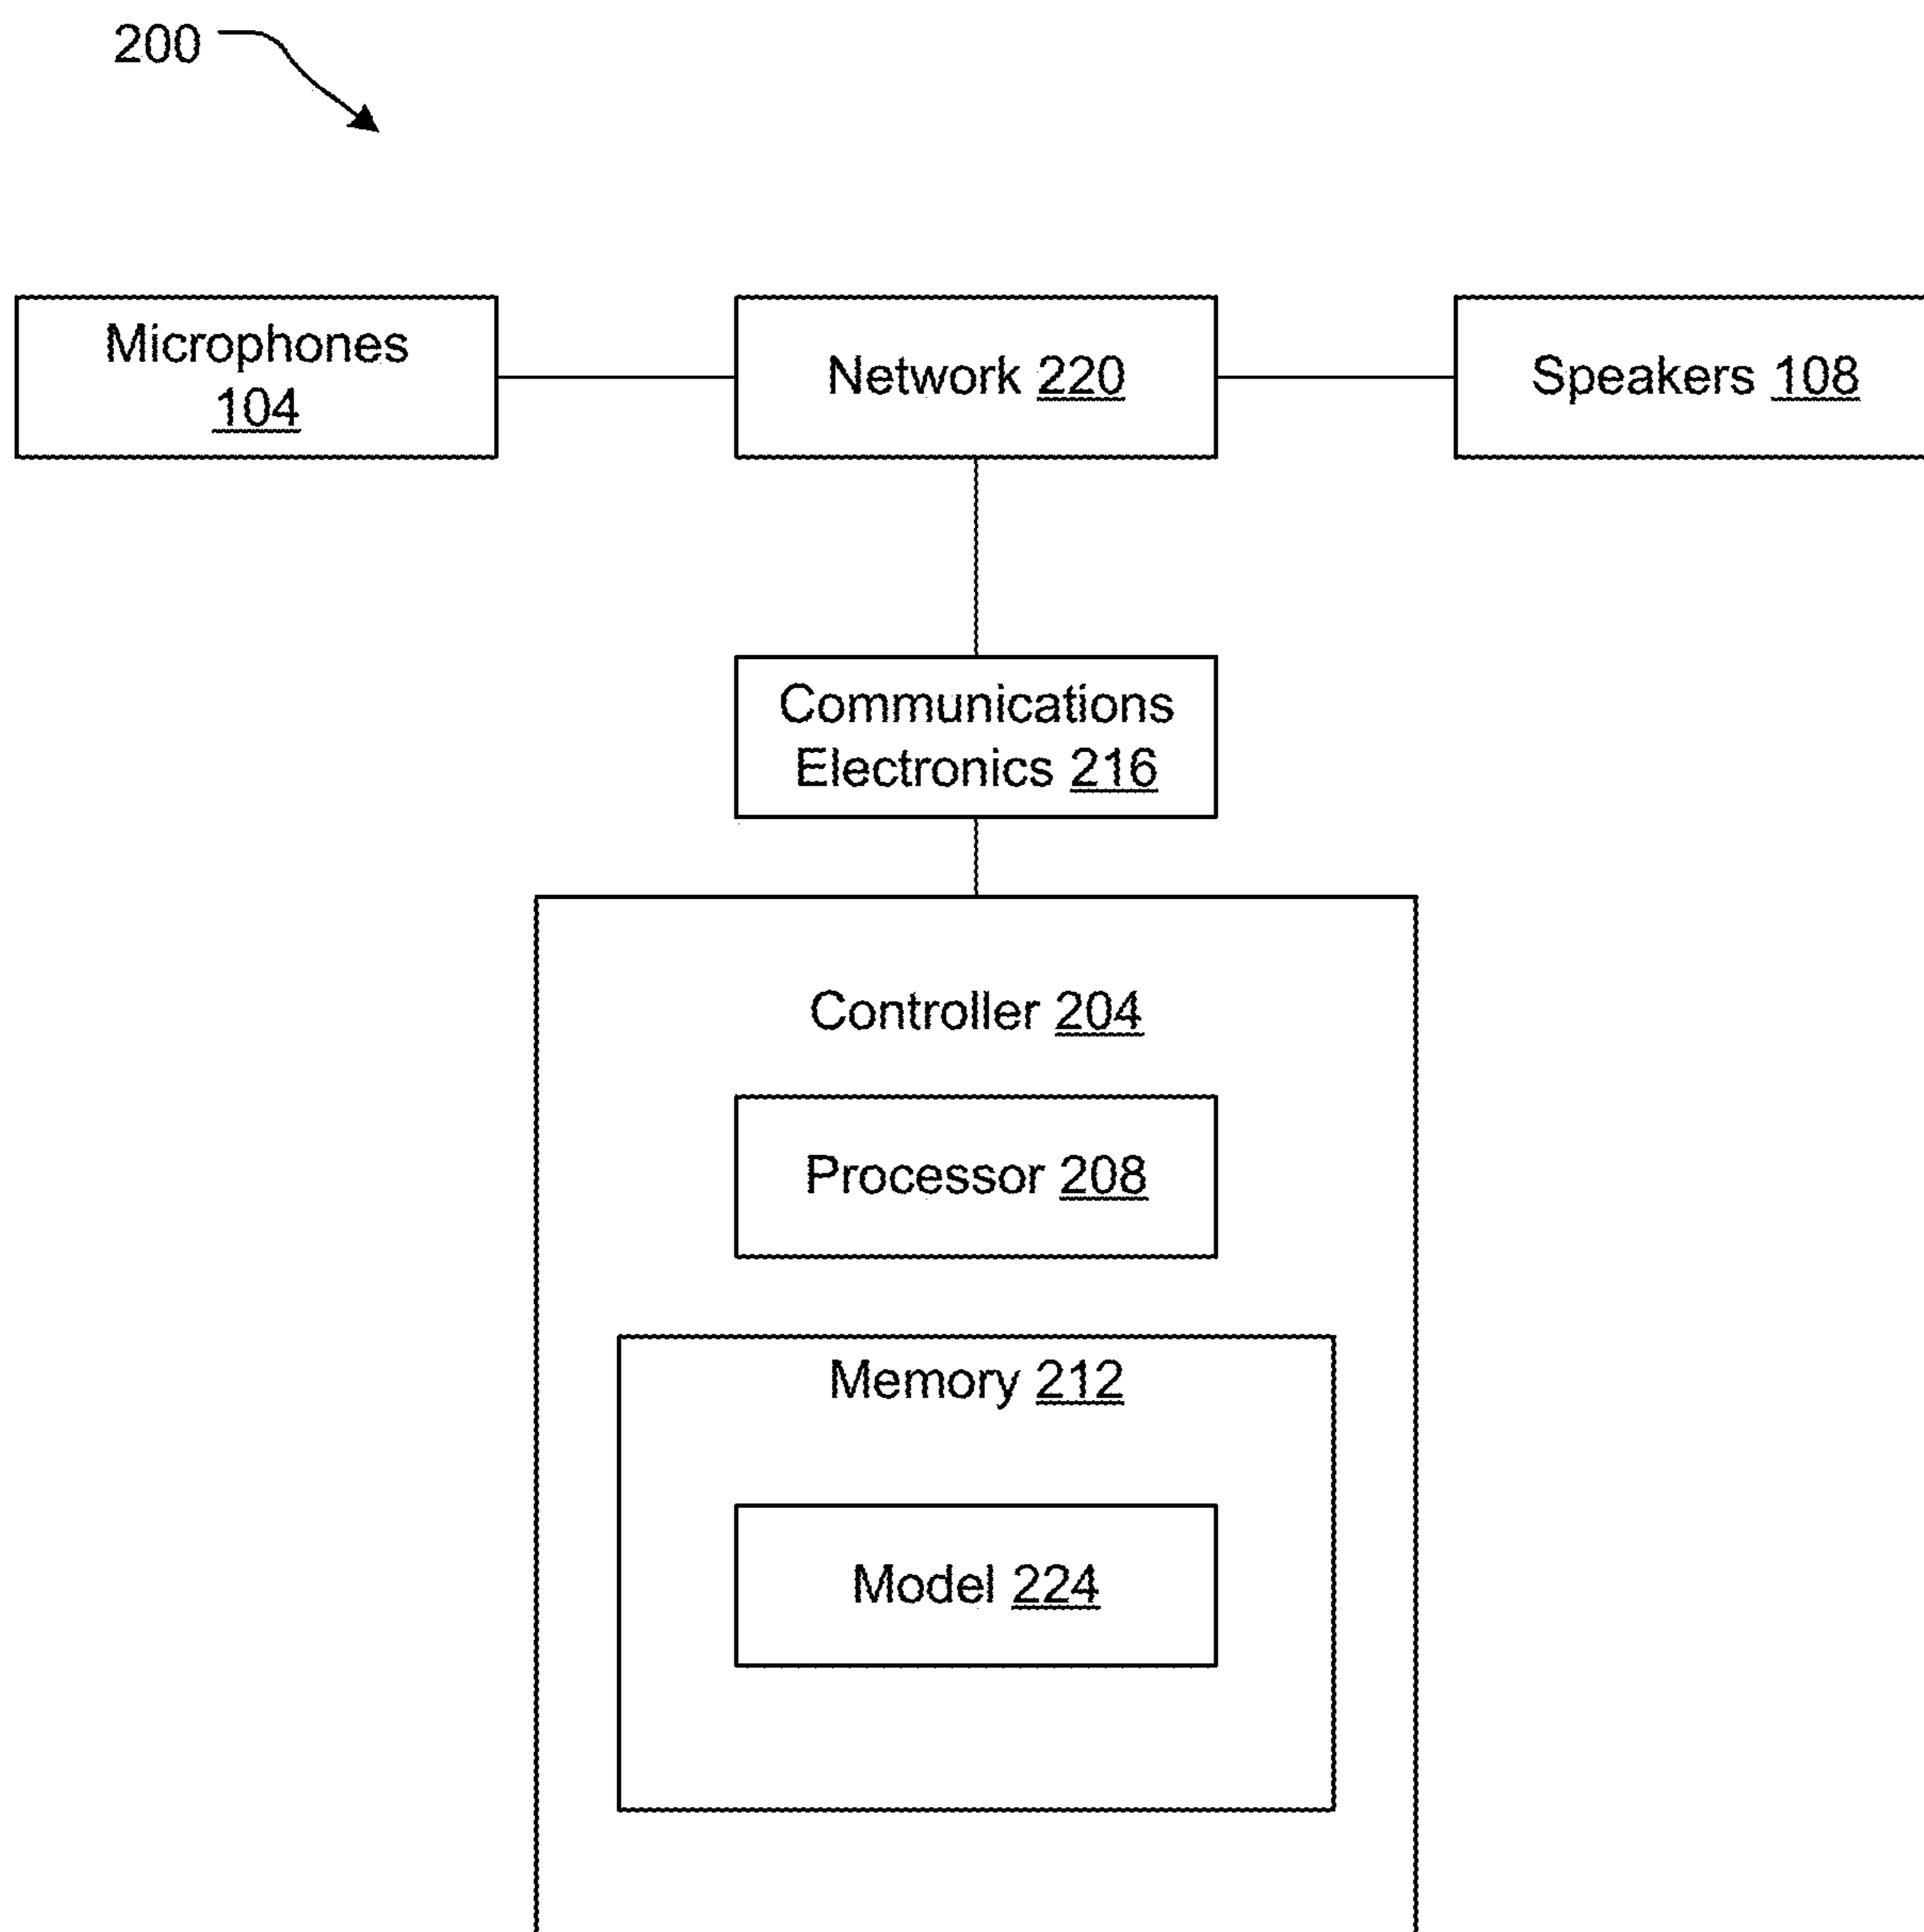 200
Microphones
104
Network 220
Speakers 108
Communications
Electronics 216
Controller 204
Processor 208
Memory 212
Model 224